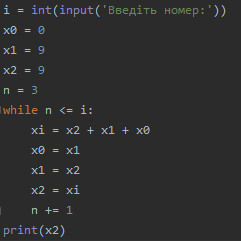 i = int(input('Введіть номер:'))
x0 = 0
x1 = 9
x2 = 9
n = 3
while n <= i:
    xi = x2 + x1 + x0
    x0 = x1
    x1 = x2
    x2 = xi
    n += 1
print(x2)